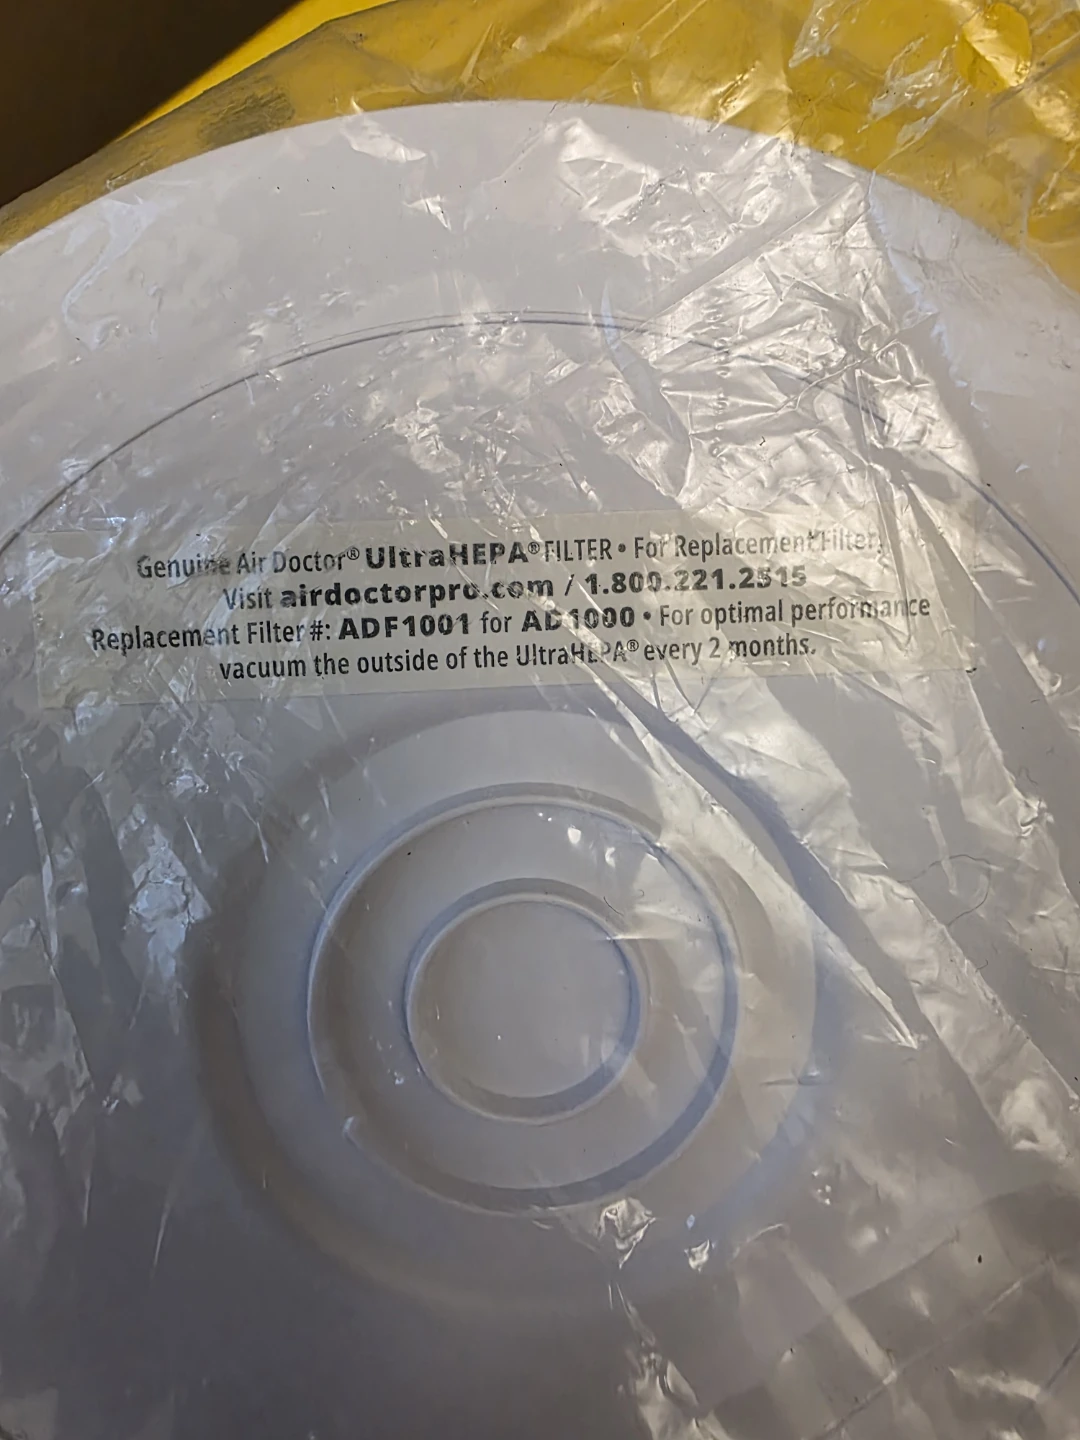 Genuine Air Doctor® UltraHEPA® FILTER • For Replacement Filter,
Visit airdoctorpro.com / 1.800.221.2515
Replacement Filter #: ADF1001 for AD1000 • For optimal performance
vacuum the outside of the UltraHEPA® every 2 months.